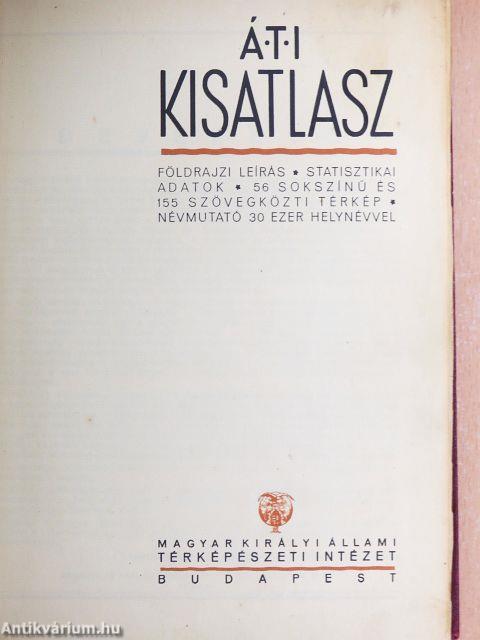 Á·T·I
KISATLASZ
FÖLDRAJZI LEÍRÁS ★ STATISZTIKAI
ADATOK ★ 56 SOKSZÍNŰ ÉS
155 SZÖVEGKÖZTI TÉRKÉP ★
NÉVMUTATÓ 30 EZER HELYNÉVVEL
MAGYAR KIRÁLYI ÁLLAMI
TÉRKÉPÉSZETI INTÉZET
BUDAPEST
Antikvárium.hu